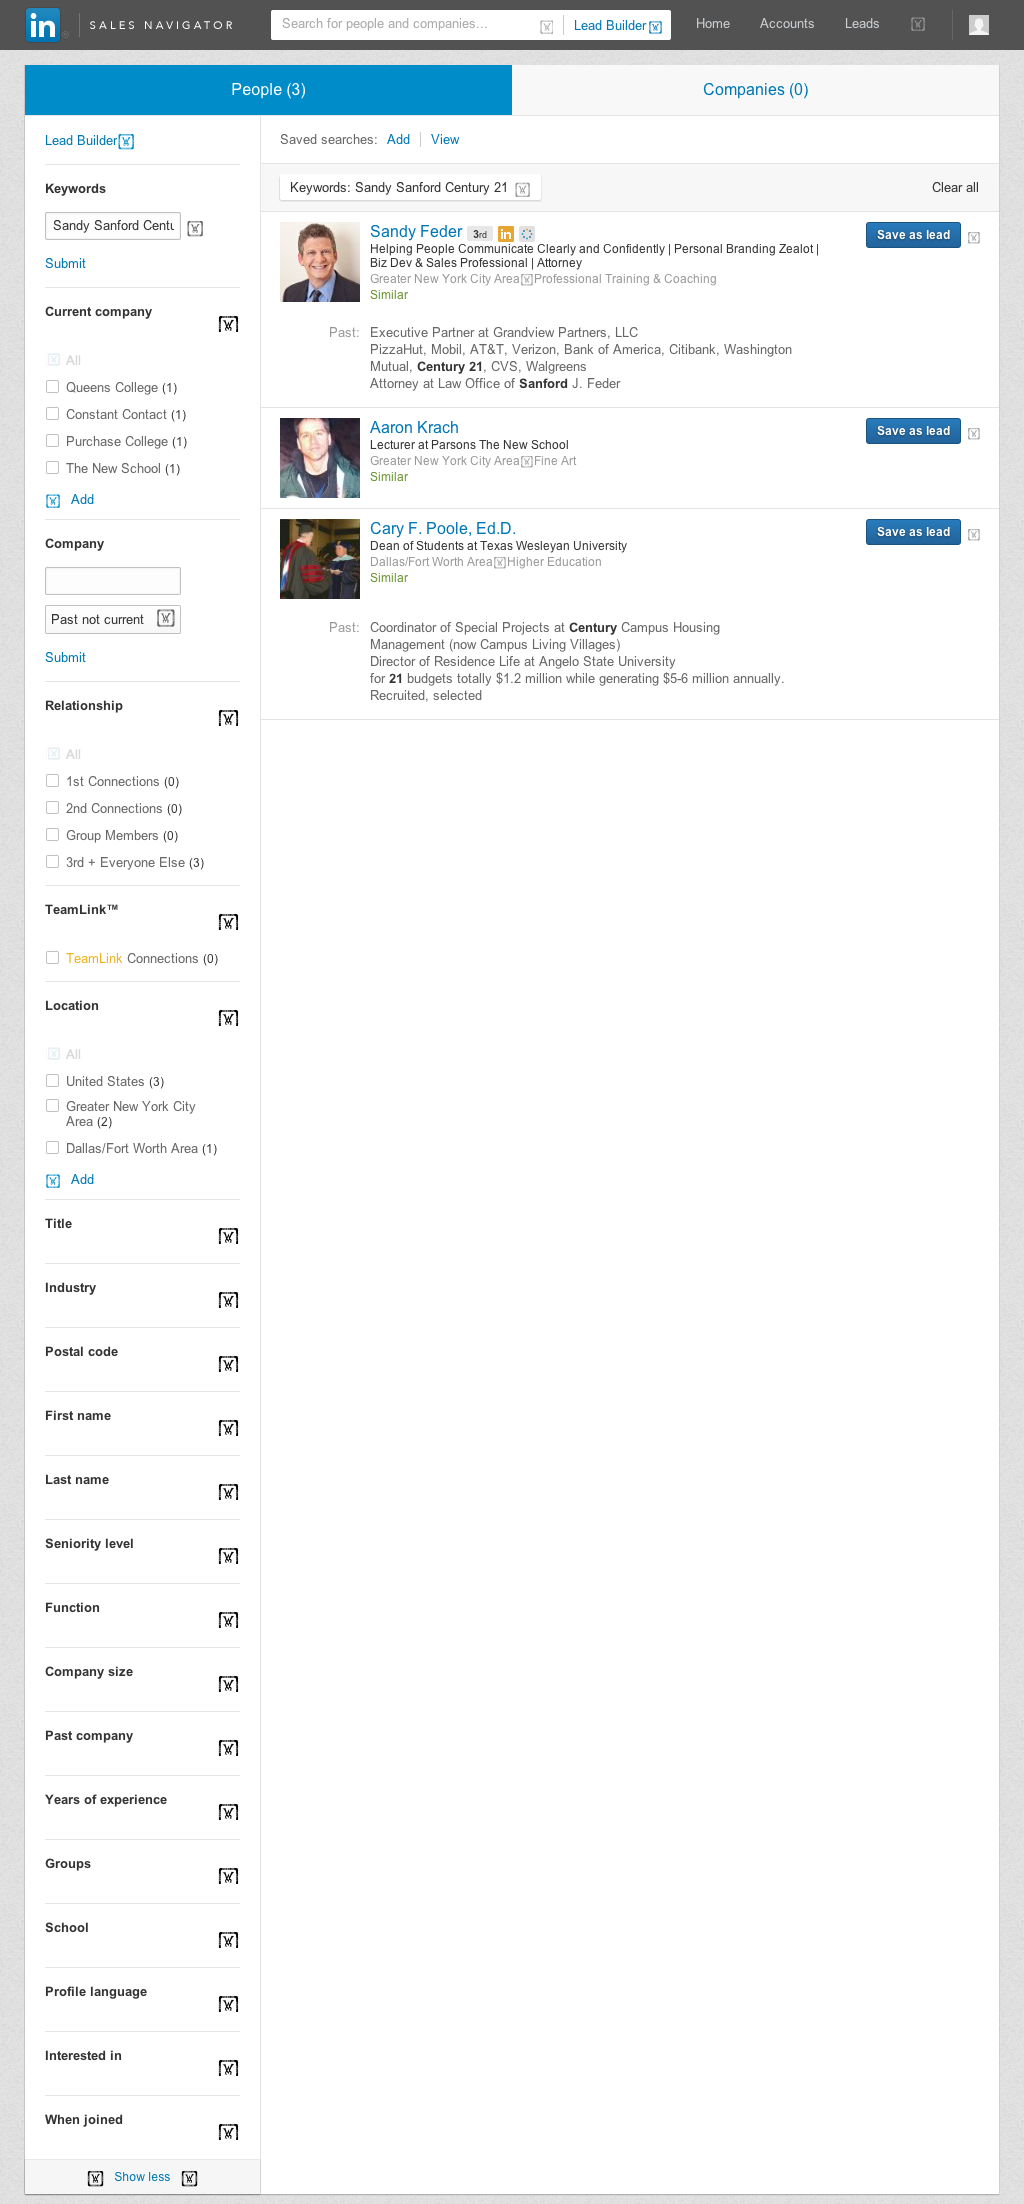 in SALES NAVIGATOR Search for people and companies... Lead Builder Home Accounts Leads
People (3) Companies (0)
Lead Builder
Keywords
Sandy Sanford Centu
Submit
Current company
All
Queens College (1)
Constant Contact (1)
Purchase College (1)
The New School (1)
Add
Company
Past not current
Submit
Relationship
All
1st Connections (0)
2nd Connections (0)
Group Members (0)
3rd + Everyone Else (3)
TeamLink™
TeamLink Connections (0)
Location
All
United States (3)
Greater New York City
Area (2)
Dallas/Fort Worth Area (1)
Add
Title
Industry
Postal code
First name
Last name
Seniority level
Function
Company size
Past company
Years of experience
Groups
School
Profile language
Interested in
When joined
Show less
Saved searches: Add View
Keywords: Sandy Sanford Century 21 Clear all
Sandy Feder 3rd in Save as lead
Helping People Communicate Clearly and Confidently | Personal Branding Zealot |
Biz Dev & Sales Professional | Attorney
Greater New York City Area Professional Training & Coaching
Similar
Past: Executive Partner at Grandview Partners, LLC
PizzaHut, Mobil, AT&T, Verizon, Bank of America, Citibank, Washington
Mutual, Century 21, CVS, Walgreens
Attorney at Law Office of Sanford J. Feder
Aaron Krach Save as lead
Lecturer at Parsons The New School
Greater New York City Area Fine Art
Similar
Cary F. Poole, Ed.D. Save as lead
Dean of Students at Texas Wesleyan University
Dallas/Fort Worth Area Higher Education
Similar
Past: Coordinator of Special Projects at Century Campus Housing
Management (now Campus Living Villages)
Director of Residence Life at Angelo State University
for 21 budgets totally $1.2 million while generating $5-6 million annually.
Recruited, selected